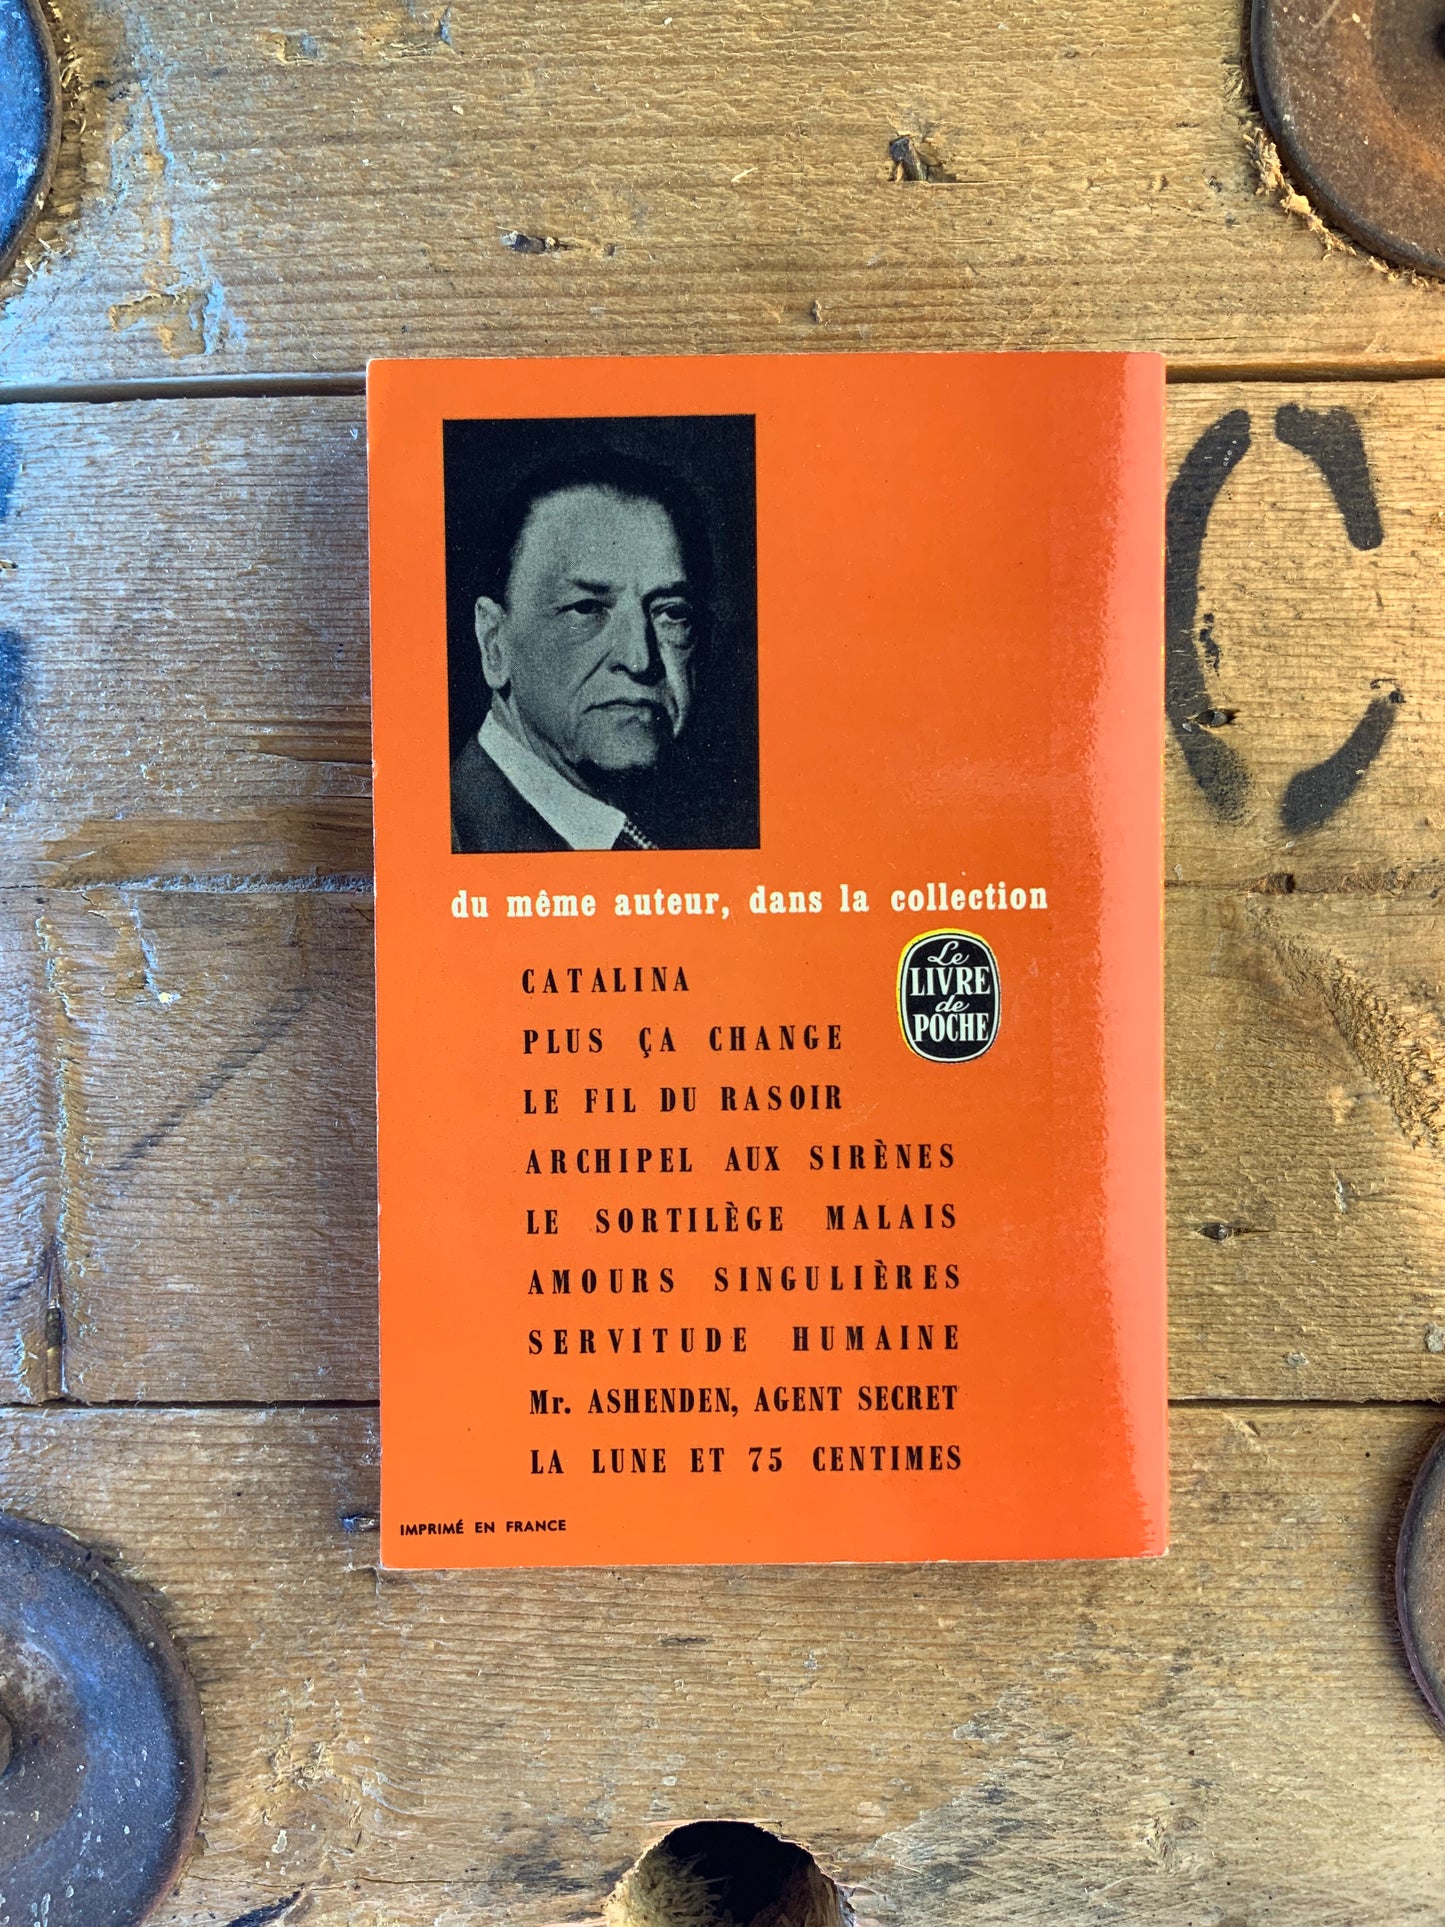 du même auteur, dans la collection
Le
LIVRE
de
POCHE
CATALINA
PLUS ÇA CHANGE
LE FIL DU RASOIR
ARCHIPEL AUX SIRÈNES
LE SORTILÈGE MALAIS
AMOURS SINGULIÈRES
SERVITUDE HUMAINE
Mr. ASHENDEN, AGENT SECRET
LA LUNE ET 75 CENTIMES
IMPRIMÉ EN FRANCE